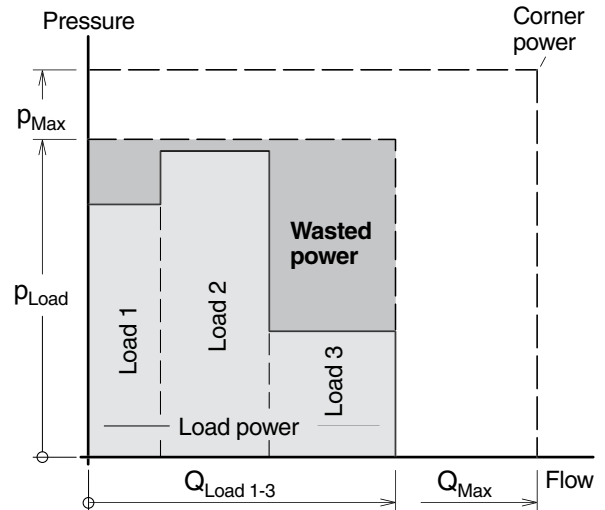 Pressure
Corner
power
pMax
pLoad
Wasted
power
Load 1
Load 2
Load 3
Load power
QLoad 1-3
QMax
Flow